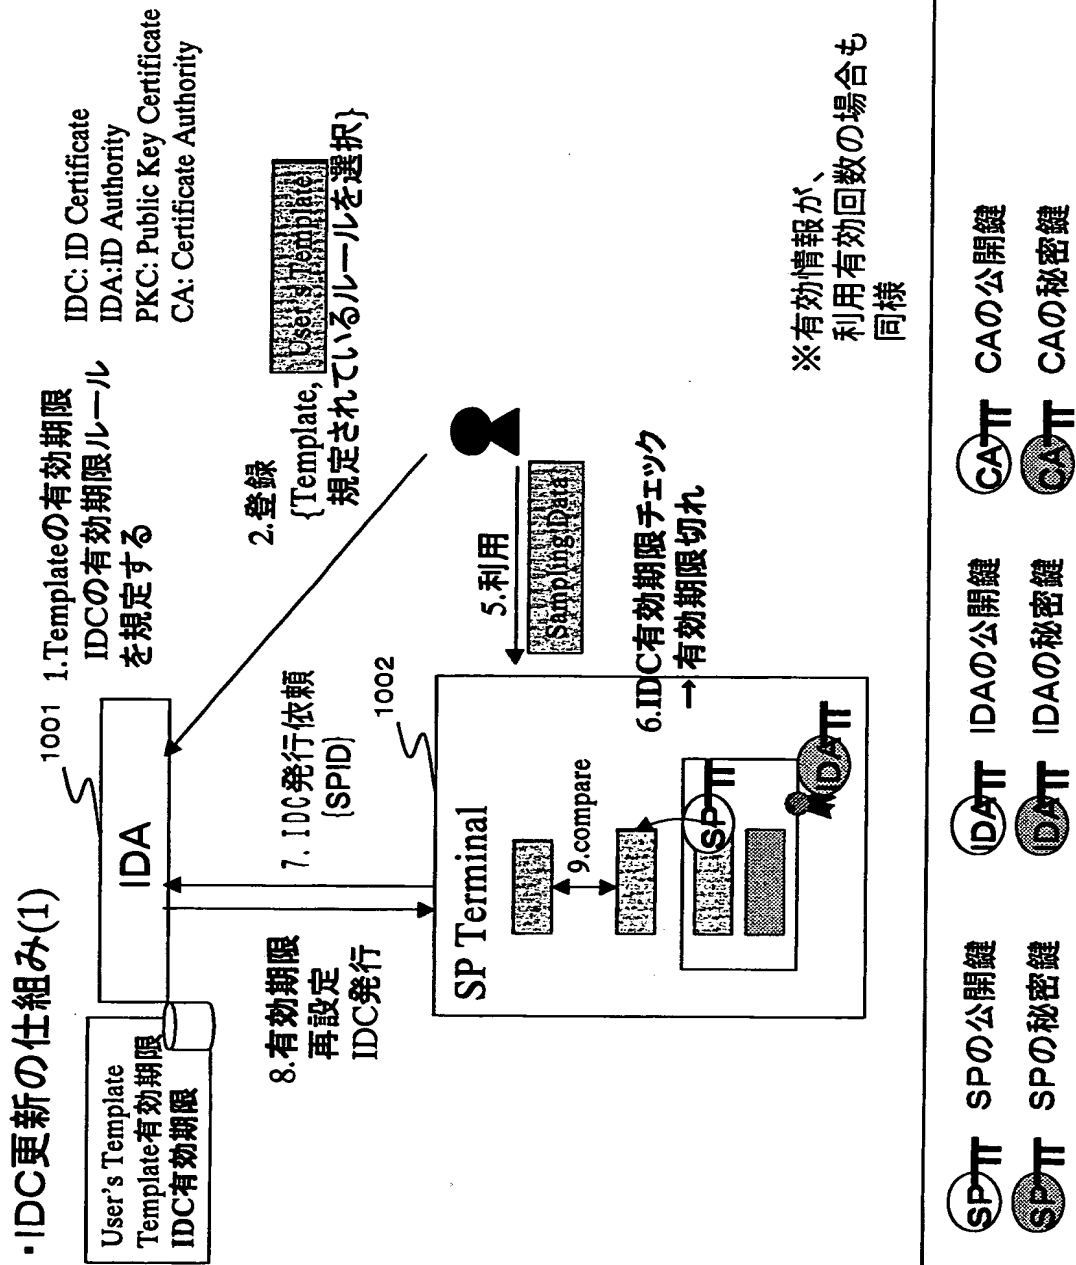 ・IDC更新の仕組み(1)
IDC: ID Certificate
IDA:ID Authority
PKC: Public Key Certificate
CA: Certificate Authority
1001
1.Templateの有効期限
IDCの有効期限ルール
を規定する
IDA
User's Template
Template有効期限
IDC有効期限
2.登録
{Template, User's Template
規定されているルールを選択}
7.IDC発行依頼
{SPID}
8.有効期限
再設定
IDC発行
1002
5.利用
Sampling Data
SP Terminal
6.IDC有効期限チェック
→有効期限切れ
9.compare
SP
IDA
※有効情報が、
利用有効回数の場合も
同様
SP SPの公開鍵
IDA IDAの公開鍵
CA CAの公開鍵
SP SPの秘密鍵
IDA IDAの秘密鍵
CA CAの秘密鍵